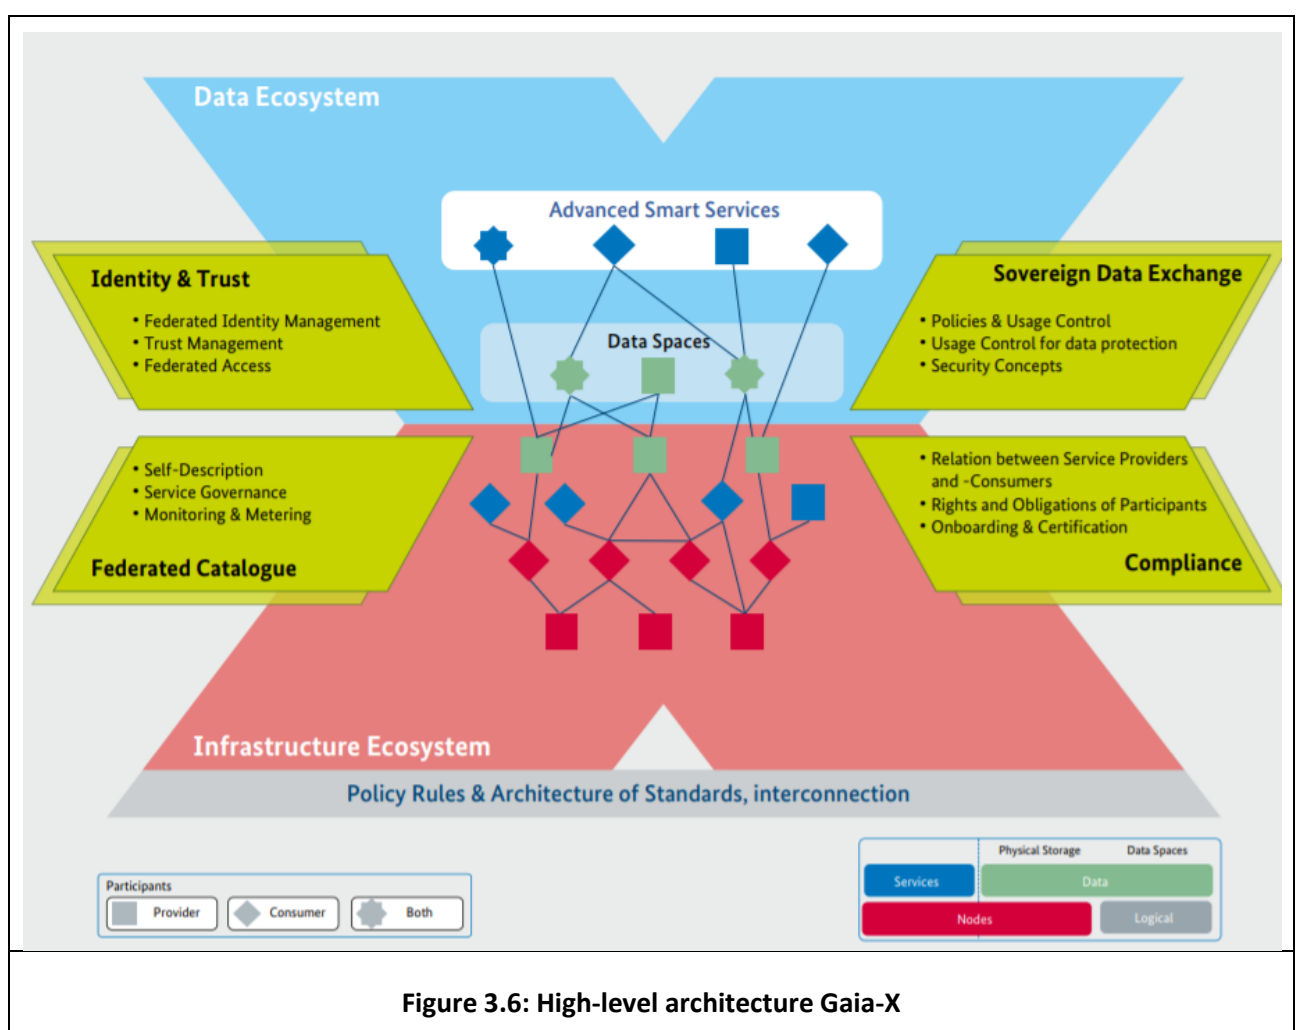 Data Ecosystem
Advanced Smart Services
Identity & Trust
• Federated Identity Management
• Trust Management
• Federated Access
Sovereign Data Exchange
• Policies & Usage Control
• Usage Control for data protection
• Security Concepts
Data Spaces
• Self-Description
• Service Governance
• Monitoring & Metering
Federated Catalogue
• Relation between Service Providers
and -Consumers
• Rights and Obligations of Participants
• Onboarding & Certification
Compliance
Infrastructure Ecosystem
Policy Rules & Architecture of Standards, interconnection
Participants
Provider
Consumer
Both
Physical Storage
Data Spaces
Services
Data
Nodes
Logical
Figure 3.6: High-level architecture Gaia-X